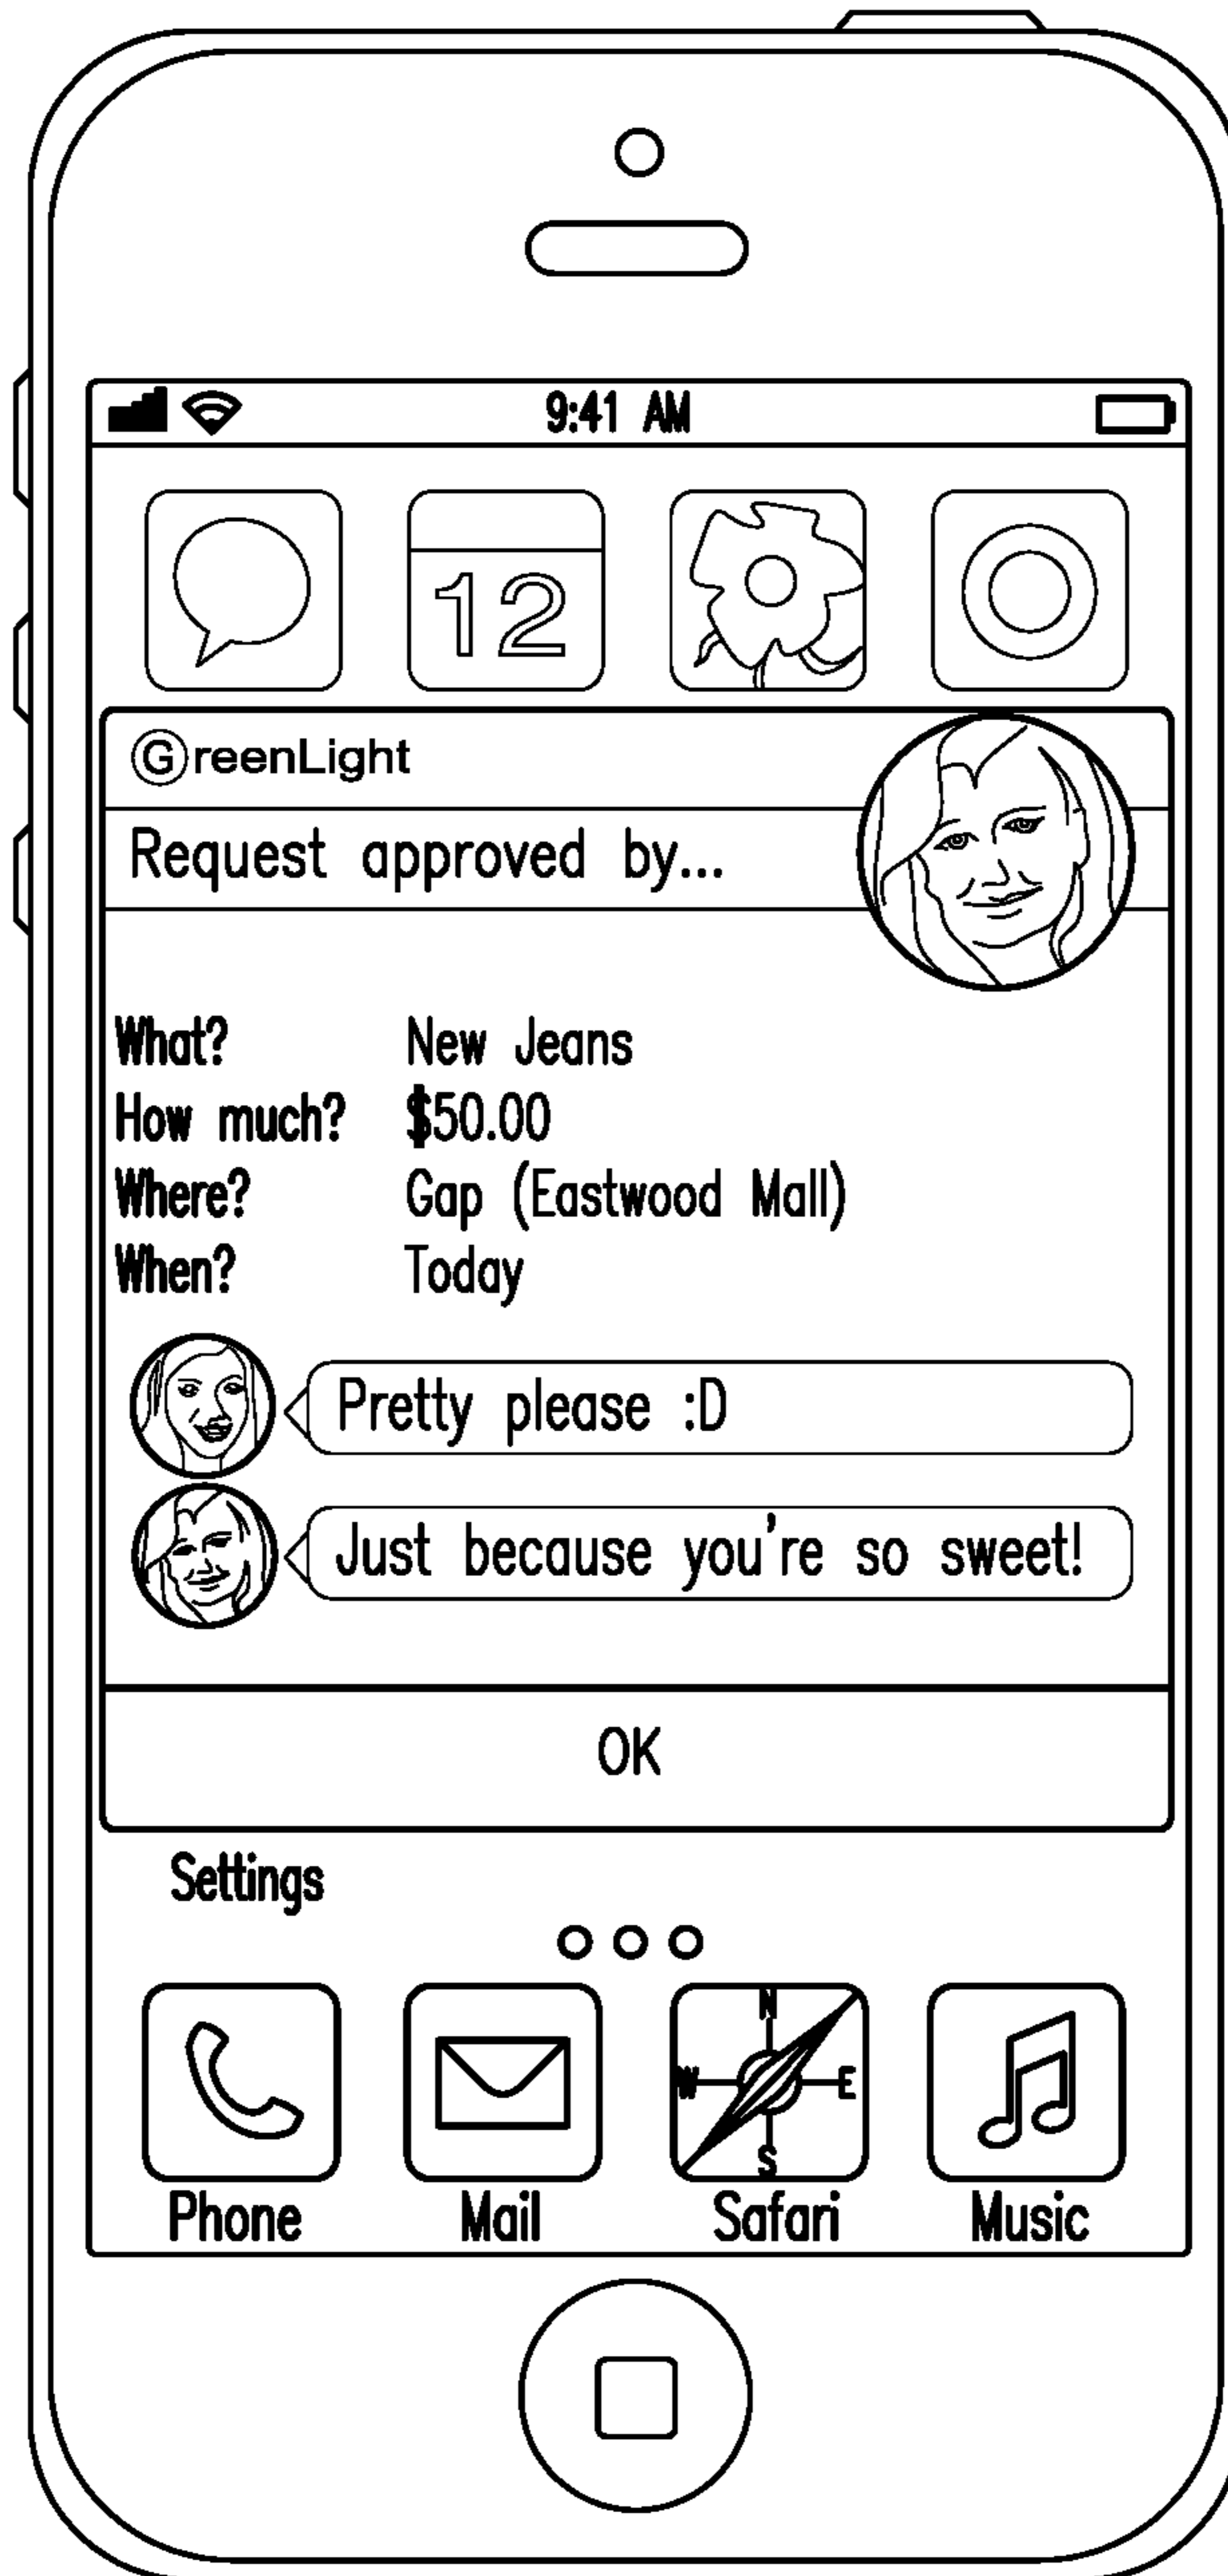 9:41 AM
12
GreenLight
Request approved by...
What? New Jeans
How much? $50.00
Where? Gap (Eastwood Mall)
When? Today
Pretty please :D
Just because you're so sweet!
OK
Settings
N
W E
S
Phone Mail Safari Music